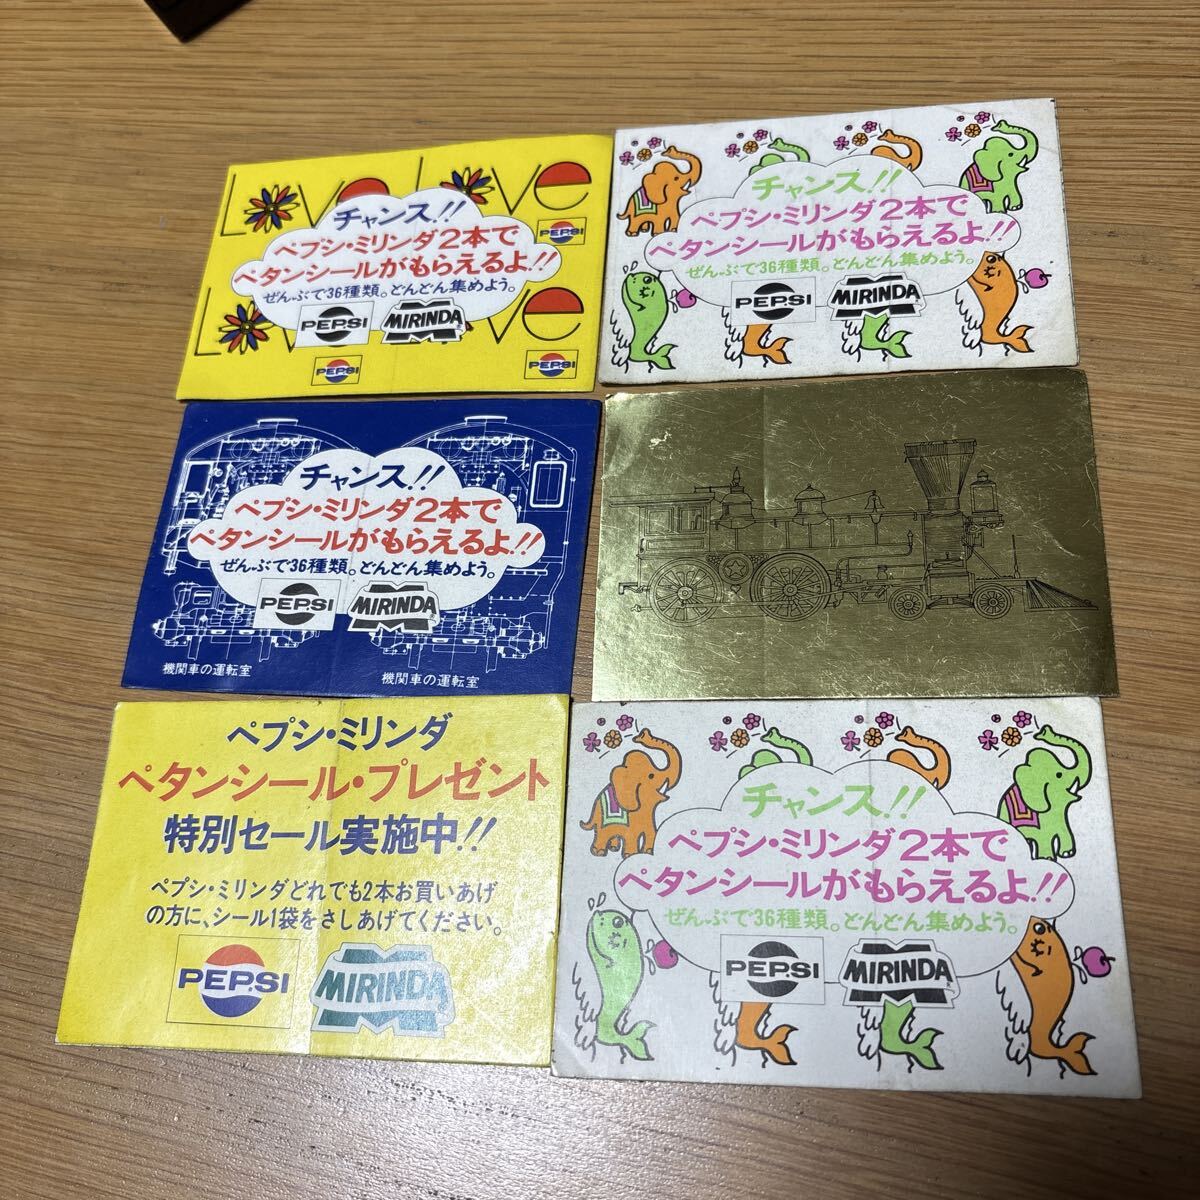 Love Love
チャンス!!
ペプシ・ミリンダ2本で
ペタンシールがもらえるよ!!
ぜんぶで36種類。どんどん集めよう。
PEPSI
PEPSI MIRINDA
Love Love
PEPSI PEPSI
チャンス!!
ペプシ・ミリンダ2本で
ペタンシールがもらえるよ!!
ぜんぶで36種類。どんどん集めよう。
PEPSI MIRINDA
チャンス!!
ペプシ・ミリンダ2本で
ペタンシールがもらえるよ!!
ぜんぶで36種類。どんどん集めよう。
PEPSI MIRINDA
機関車の運転室 機関車の運転室
ペプシ・ミリンダ
ペタンシール・プレゼント
特別セール実施中!!
ペプシ・ミリンダどれでも2本お買いあげ
の方に、シール1袋をさしあげてください。
PEPSI MIRINDA
チャンス!!
ペプシ・ミリンダ2本で
ペタンシールがもらえるよ!!
ぜんぶで36種類。どんどん集めよう。
PEPSI MIRINDA